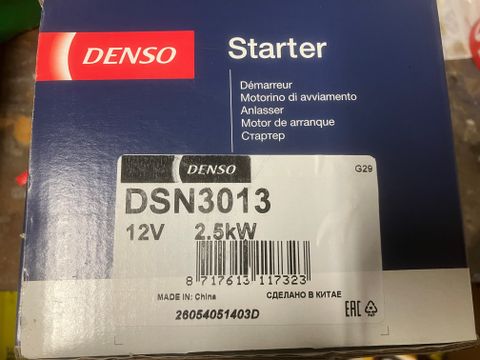 DENSO
Starter
Démarreur
Motorino di avviamento
Anlasser
Motor de arranque
Стартер
DENSO
G29
DSN3013
12V 2.5kW
8 717613 117323
MADE IN: China СДЕЛАНО В КИТАЕ
26054051403D
EAC
PAP